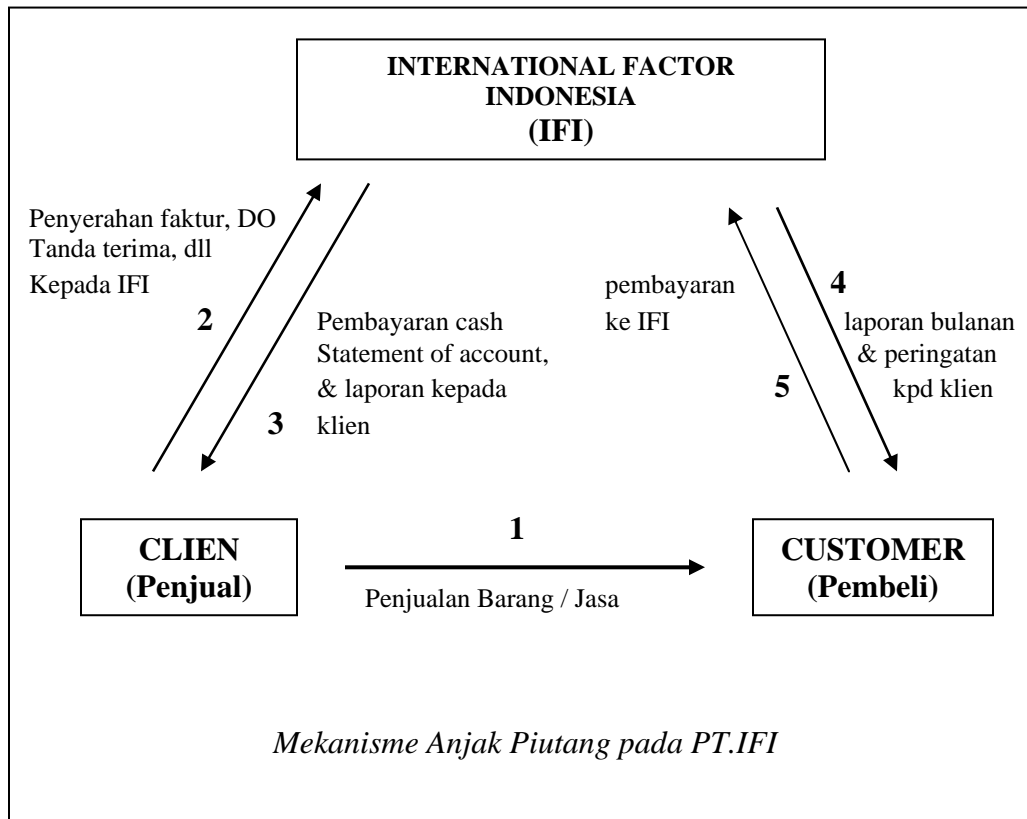 INTERNATIONAL FACTOR
INDONESIA
(IFI)
Penyerahan faktur, DO
Tanda terima, dll
Kepada IFI
2
Pembayaran cash
Statement of account,
& laporan kepada
3 klien
pembayaran
ke IFI
5
4
laporan bulanan
& peringatan
kpd klien
CLIEN
(Penjual)
1
Penjualan Barang / Jasa
CUSTOMER
(Pembeli)
Mekanisme Anjak Piutang pada PT.IFI